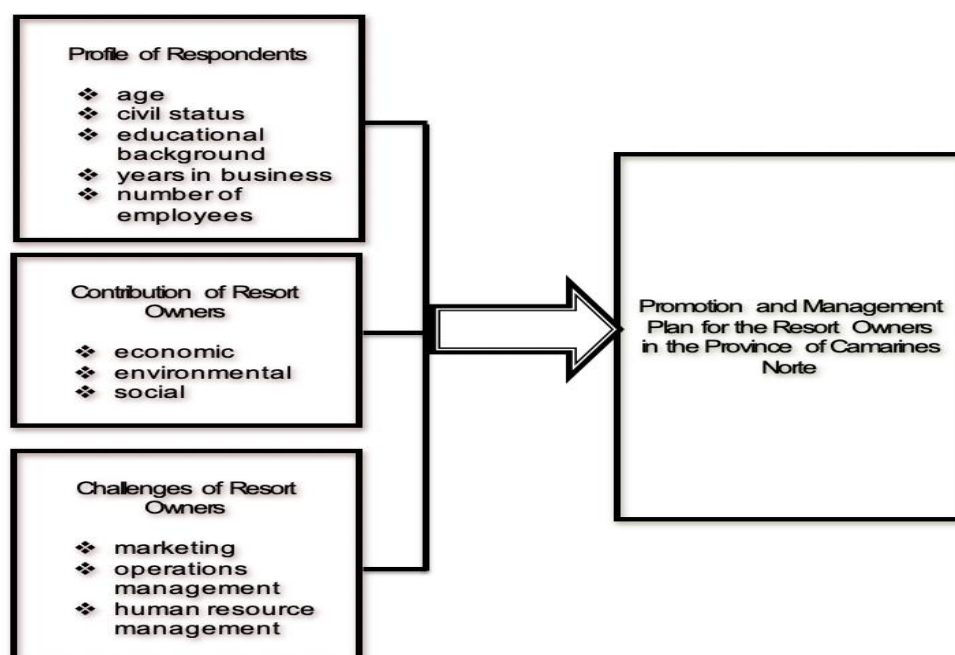 Profile of Respondents
❖ age
❖ civil status
❖ educational
background
❖ years in business
❖ number of
employees
Contribution of Resort
Owners
❖ economic
❖ environmental
❖ social
Challenges of Resort
Owners
❖ marketing
❖ operations
management
❖ human resource
management
Promotion and Management
Plan for the Resort Owners
in the Province of Camarines
Norte